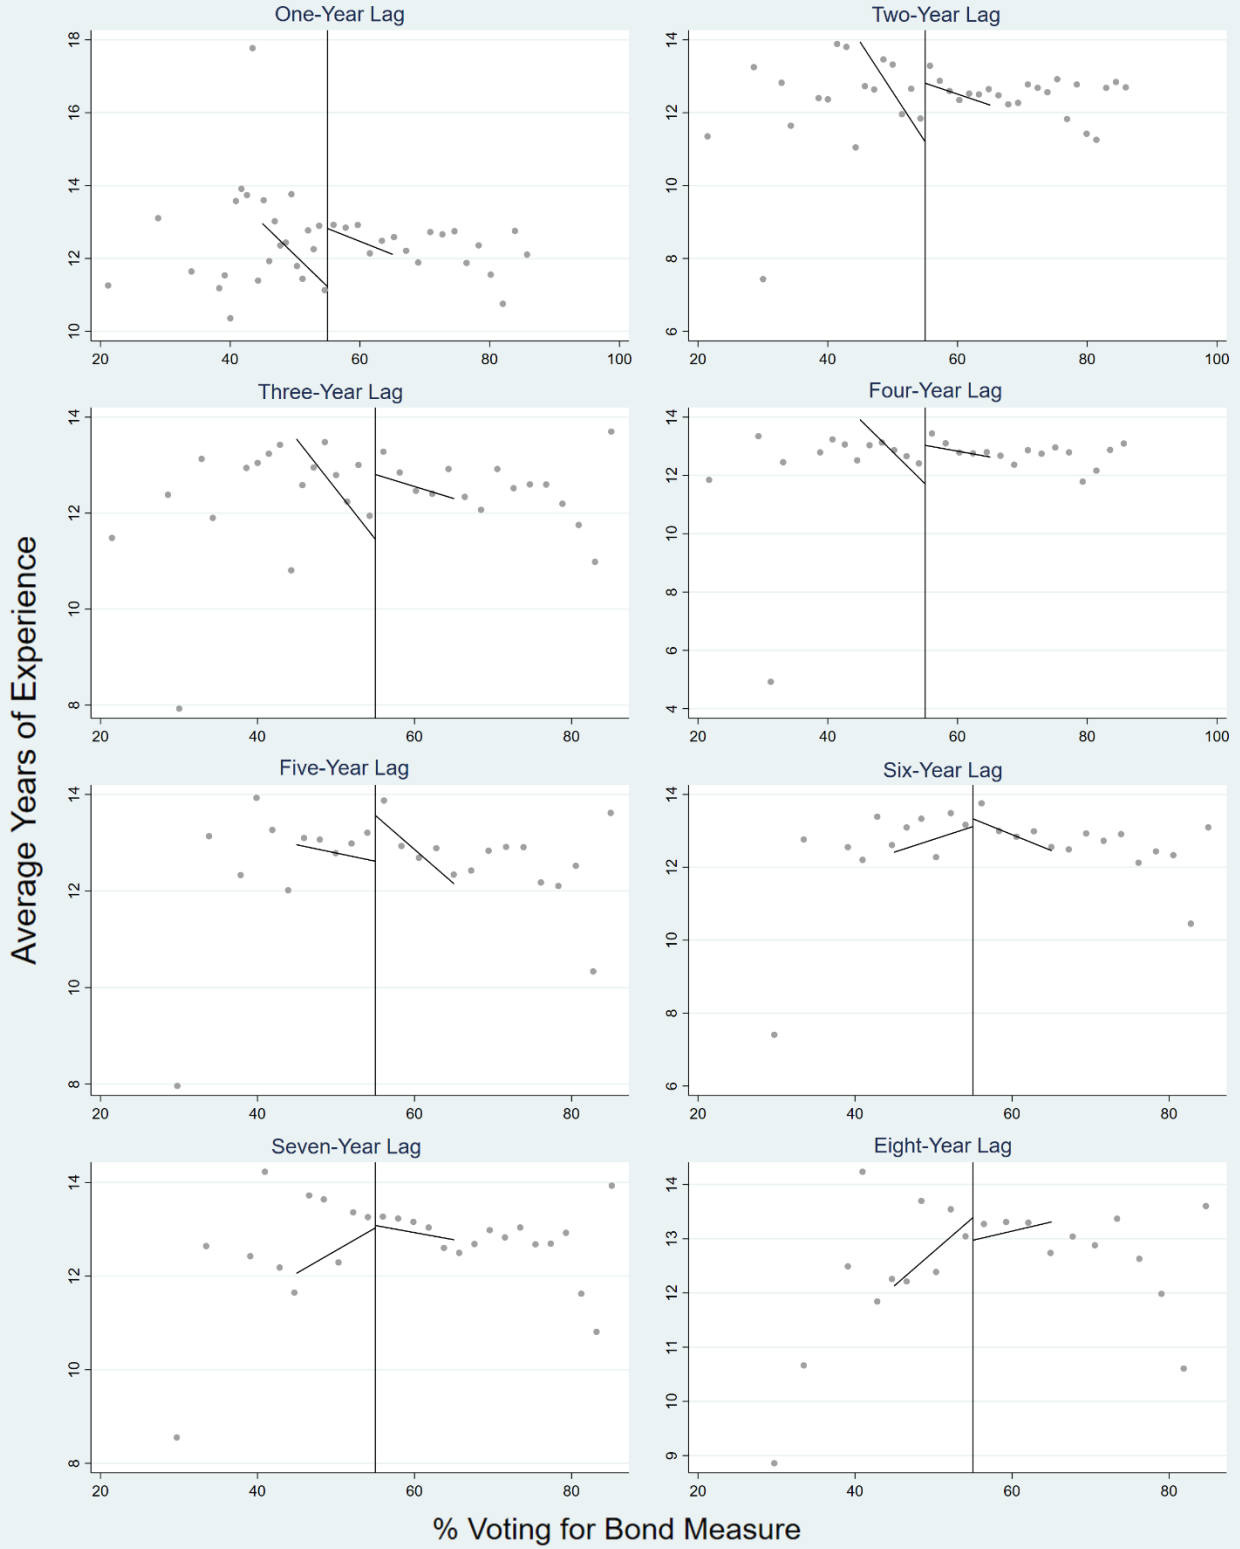 One-Year Lag
18
16
14
12
10
20 40 60 80 100
Two-Year Lag
14
12
10
8
6
20 40 60 80 100
Three-Year Lag
14
12
10
8
20 40 60 80
Four-Year Lag
14
12
10
8
6
4
20 40 60 80 100
Average Years of Experience
Five-Year Lag
14
12
10
8
20 40 60 80
Six-Year Lag
14
12
10
8
6
20 40 60 80
Seven-Year Lag
14
12
10
8
20 40 60 80
Eight-Year Lag
14
13
12
11
10
9
20 40 60 80
% Voting for Bond Measure